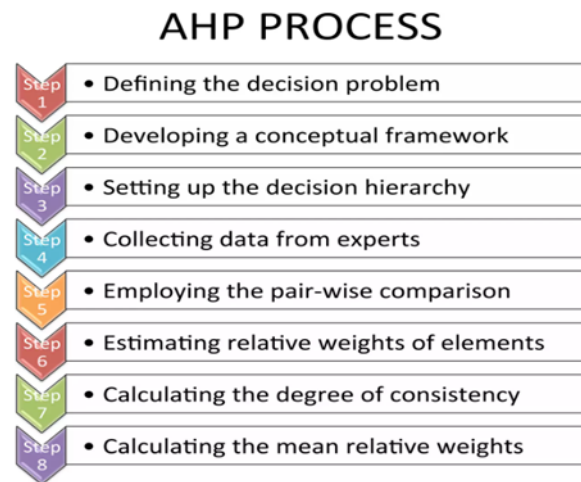 AHP PROCESS
Step 1 • Defining the decision problem
Step 2 • Developing a conceptual framework
Step 3 • Setting up the decision hierarchy
Step 4 • Collecting data from experts
Step 5 • Employing the pair-wise comparison
Step 6 • Estimating relative weights of elements
Step 7 • Calculating the degree of consistency
Step 8 • Calculating the mean relative weights